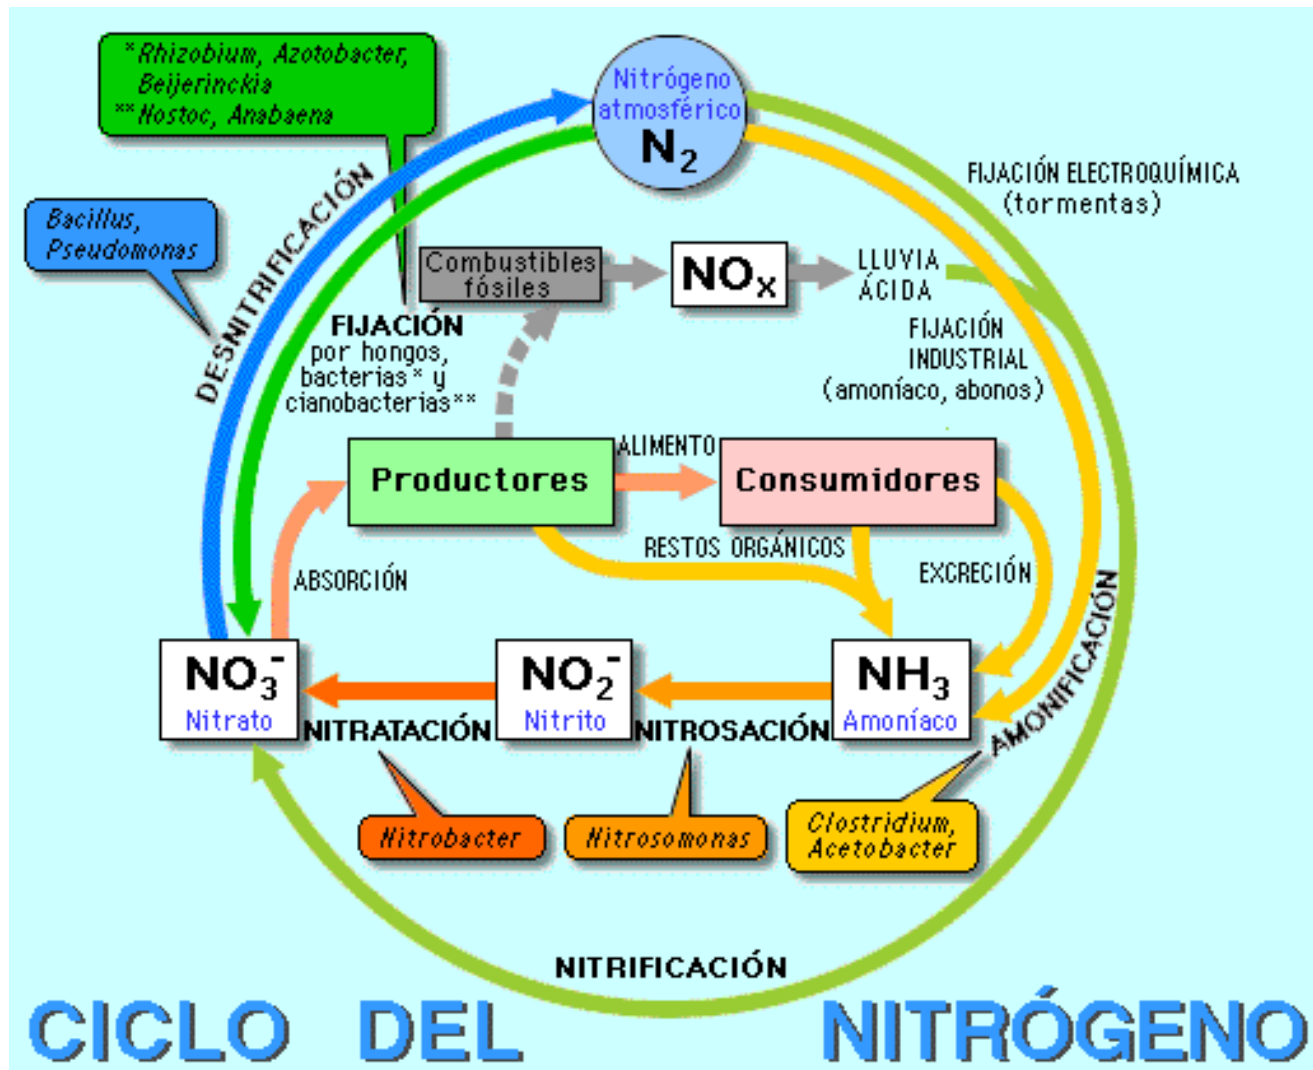 *Rhizobium, Azotobacter,
Beijerinckia
**Nostoc, Anabaena
Nitrógeno
atmosférico
N2
Bacillus,
Pseudomonas
DESNITRIFICACIÓN
FIJACIÓN ELECTROQUÍMICA
(tormentas)
Combustibles
fósiles
NOX
LLUVIA
ÁCIDA
FIJACIÓN
por hongos,
bacterias* y
cianobacterias**
FIJACIÓN
INDUSTRIAL
(amoníaco, abonos)
Productores
ALIMENTO
Consumidores
RESTOS ORGÁNICOS
EXCRECIÓN
ABSORCIÓN
AMONIFICACIÓN
NO3-
Nitrato
NITRATACIÓN
NO2-
Nitrito
NITROSACIÓN
NH3
Amoníaco
Nitrobacter
Nitrosomonas
Clostridium,
Acetobacter
NITRIFICACIÓN
CICLO DEL NITRÓGENO